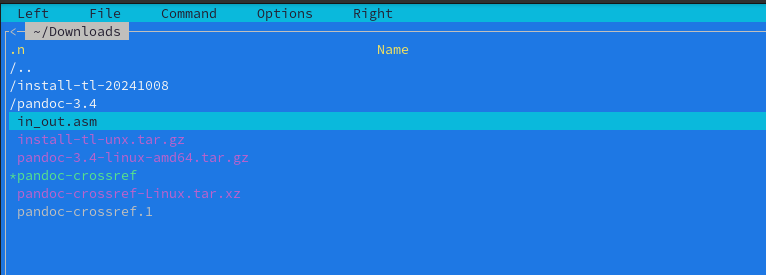 Left File Command Options Right
<─ ~/Downloads
.n Name
/..
/install-tl-20241008
/pandoc-3.4
in_out.asm
install-tl-unx.tar.gz
pandoc-3.4-linux-amd64.tar.gz
*pandoc-crossref
pandoc-crossref-Linux.tar.xz
pandoc-crossref.1